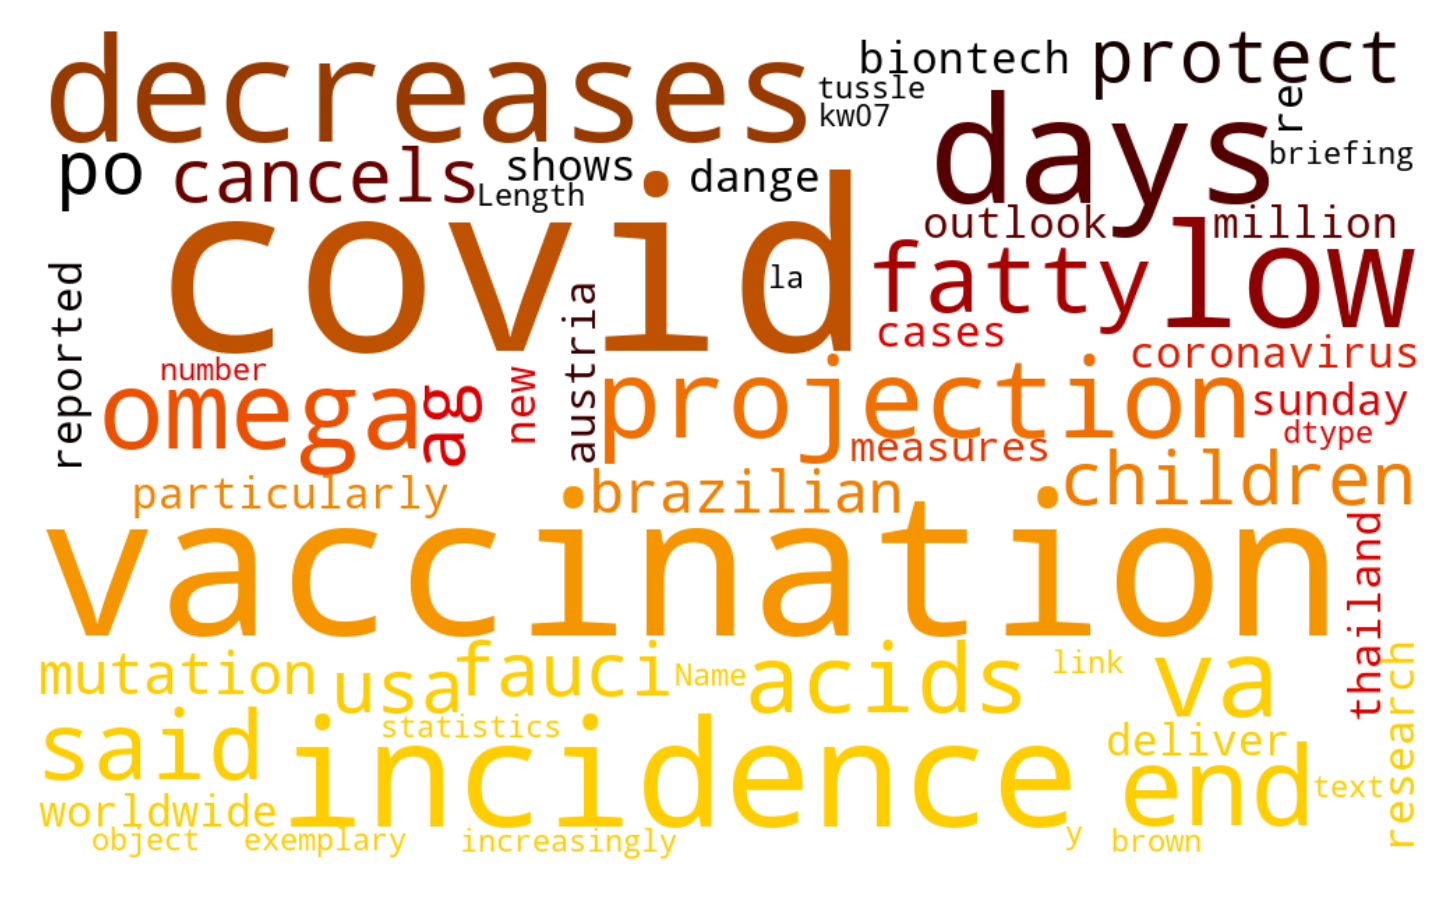 decreases
biontech
protect
tussle
kw07
days
re
briefing
po
cancels
shows
Length
dange
covid
la
outlook
million
fatty
low
reported
austria
cases
coronavirus
number
omega
ag
new
projection
measures
sunday
dtype
particularly
brazilian
children
vaccination
thailand
mutation
usa
fauci
Name
acids
link
va
research
said
statistics
incidence
deliver
end
text
worldwide
object
exemplary
increasingly
y
brown